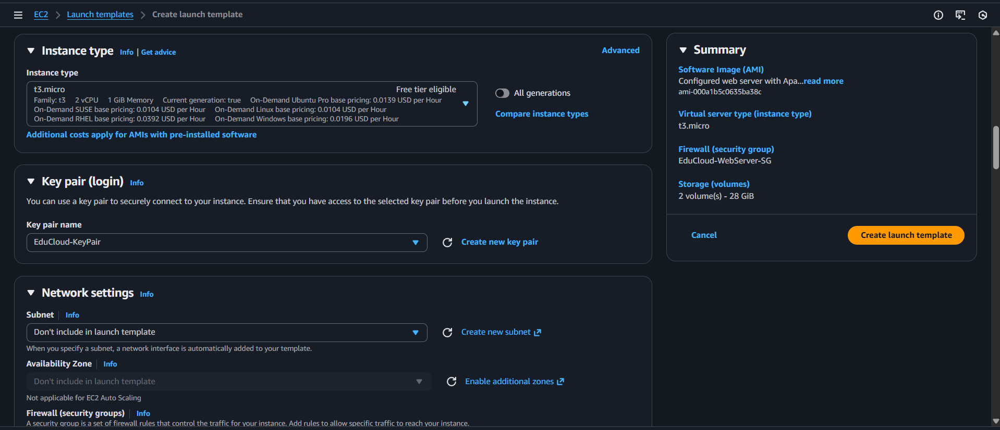 EC2 > Launch templates > Create launch template
Instance type Info | Get advice
Advanced
Instance type
t3.micro Free tier eligible
Family: t3 2 vCPU 1 GiB Memory Current generation: true On-Demand Ubuntu Pro base pricing: 0.0139 USD per Hour
On-Demand SUSE base pricing: 0.0104 USD per Hour On-Demand Linux base pricing: 0.0104 USD per Hour
On-Demand RHEL base pricing: 0.0392 USD per Hour On-Demand Windows base pricing: 0.0196 USD per Hour
All generations
Compare instance types
Additional costs apply for AMIs with pre-installed software
Key pair (login) Info
You can use a key pair to securely connect to your instance. Ensure that you have access to the selected key pair before you launch the instance.
Key pair name
EduCloud-KeyPair
Create new key pair
Network settings Info
Subnet Info
Don't include in launch template
Create new subnet
When you specify a subnet, a network interface is automatically added to your template.
Availability Zone Info
Don't include in launch template
Enable additional zones
Not applicable for EC2 Auto Scaling
Firewall (security groups) Info
A security group is a set of firewall rules that control the traffic for your instance. Add rules to allow specific traffic to reach your instance.
Summary
Software Image (AMI)
Configured web server with Apa...read more
ami-000a1b5c0635ba38c
Virtual server type (instance type)
t3.micro
Firewall (security group)
EduCloud-WebServer-SG
Storage (volumes)
2 volume(s) - 28 GiB
Cancel
Create launch template